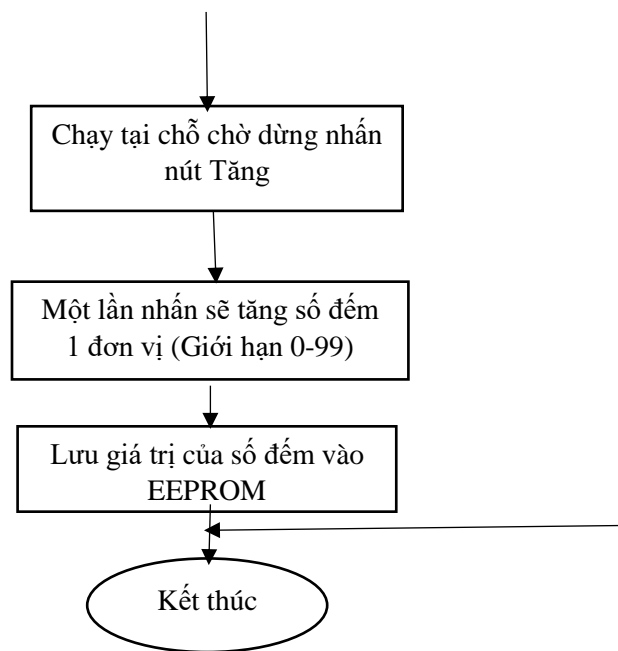 Chạy tại chỗ chờ dừng nhấn
nút Tăng
Một lần nhấn sẽ tăng số đếm
1 đơn vị (Giới hạn 0-99)
Lưu giá trị của số đếm vào
EEPROM
Kết thúc